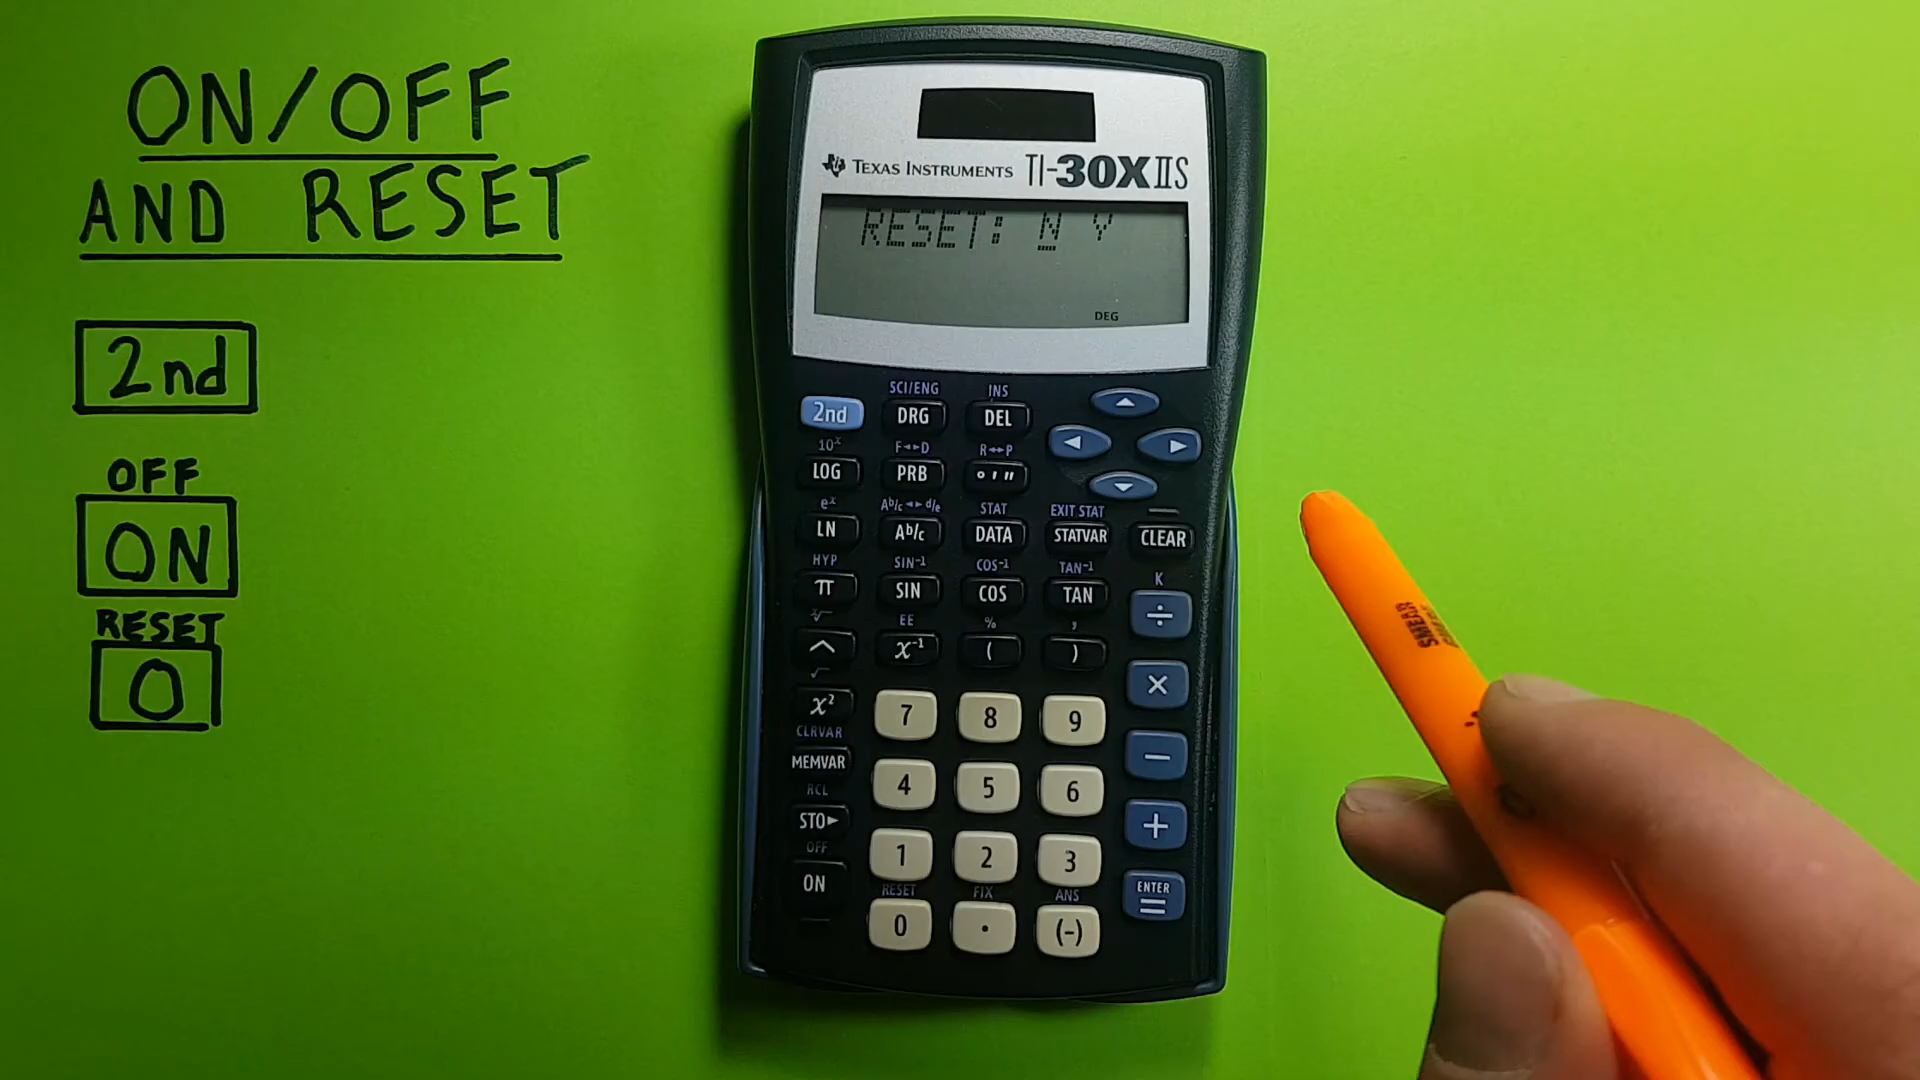 ON/OFF
AND RESET
2nd
OFF
ON
RESET
0
TEXAS INSTRUMENTS TI-30X IIS
RESET: N Y
DEG
SCI/ENG INS
2nd DRG DEL
10ˣ F◄►D R◄►P
LOG PRB ° ' "
eˣ Ab/c ◄► d/e STAT EXIT STAT
LN Ab/c DATA STATVAR CLEAR
HYP SIN⁻¹ COS⁻¹ TAN⁻¹ K
π SIN COS TAN ÷
ˣ√ EE % ,
^ x⁻¹ ( ) ×
√
x² 7 8 9
CLRVAR
MEMVAR 4 5 6 −
RCL
STO► 1 2 3 +
OFF
ON
RESET FIX ANS ENTER
0 . (-) =
SMEAR